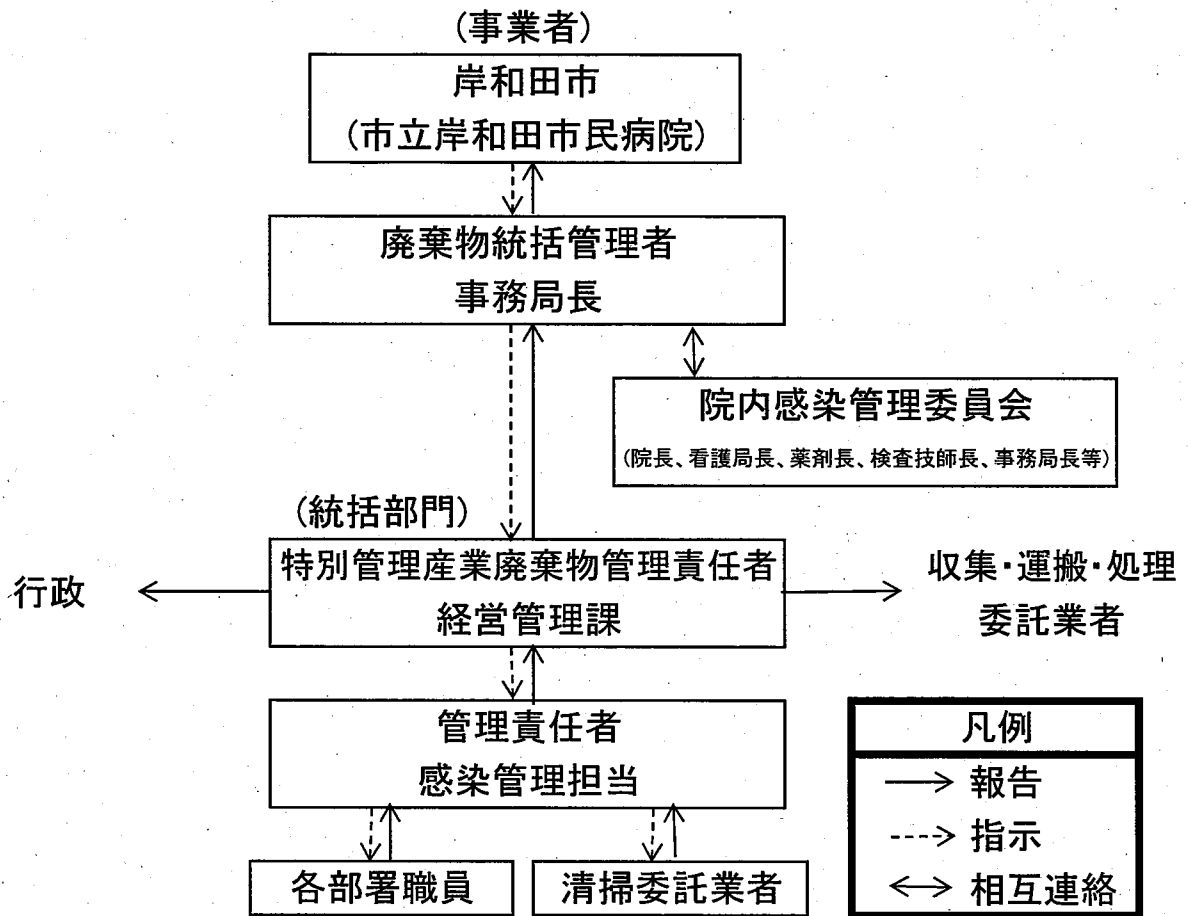 (事業者)
岸和田市
(市立岸和田市民病院)
廃棄物統括管理者
事務局長
院内感染管理委員会
(院長、看護局長、薬剤長、検査技師長、事務局長等)
(統括部門)
特別管理産業廃棄物管理責任者
経営管理課
行政
収集・運搬・処理
委託業者
管理責任者
感染管理担当
各部署職員
清掃委託業者
凡例
報告
指示
相互連絡